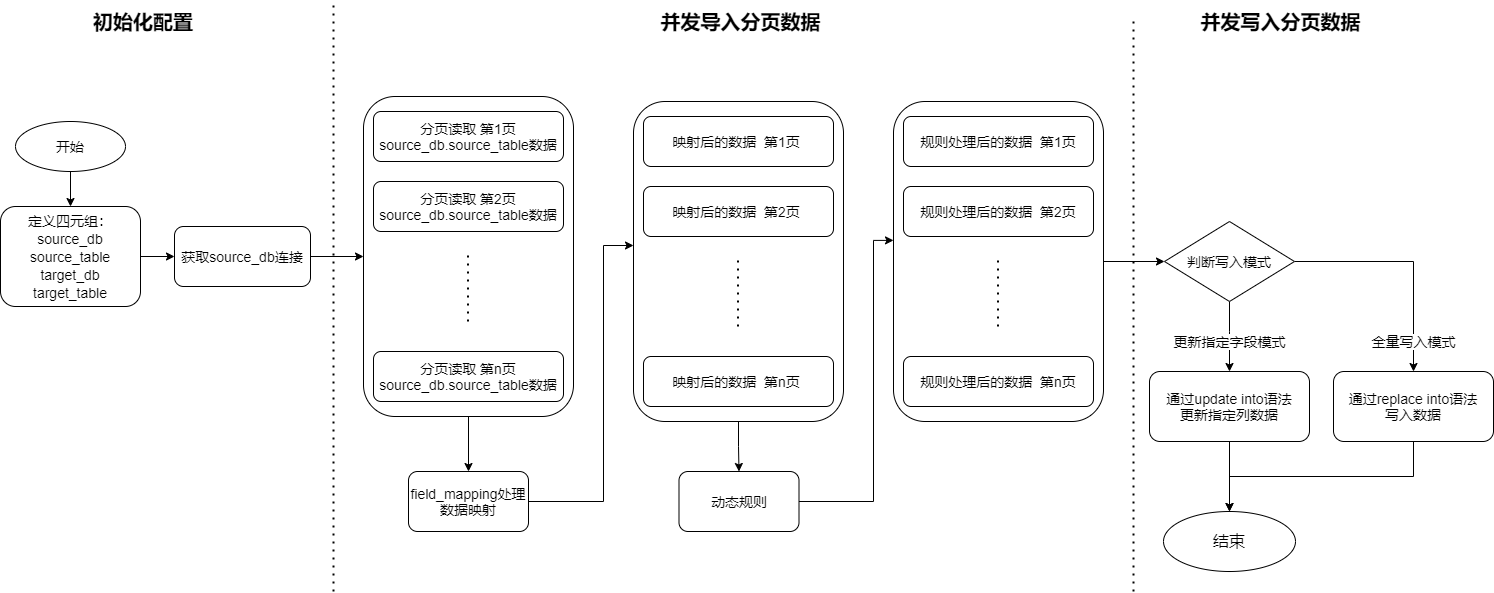 初始化配置
并发导入分页数据
并发写入分页数据
开始
定义四元组：
source_db
source_table
target_db
target_table
获取source_db连接
分页读取 第1页
source_db.source_table数据
分页读取 第2页
source_db.source_table数据
分页读取 第n页
source_db.source_table数据
field_mapping处理
数据映射
映射后的数据 第1页
映射后的数据 第2页
映射后的数据 第n页
动态规则
规则处理后的数据 第1页
规则处理后的数据 第2页
规则处理后的数据 第n页
判断写入模式
更新指定字段模式
全量写入模式
通过update into语法
更新指定列数据
通过replace into语法
写入数据
结束